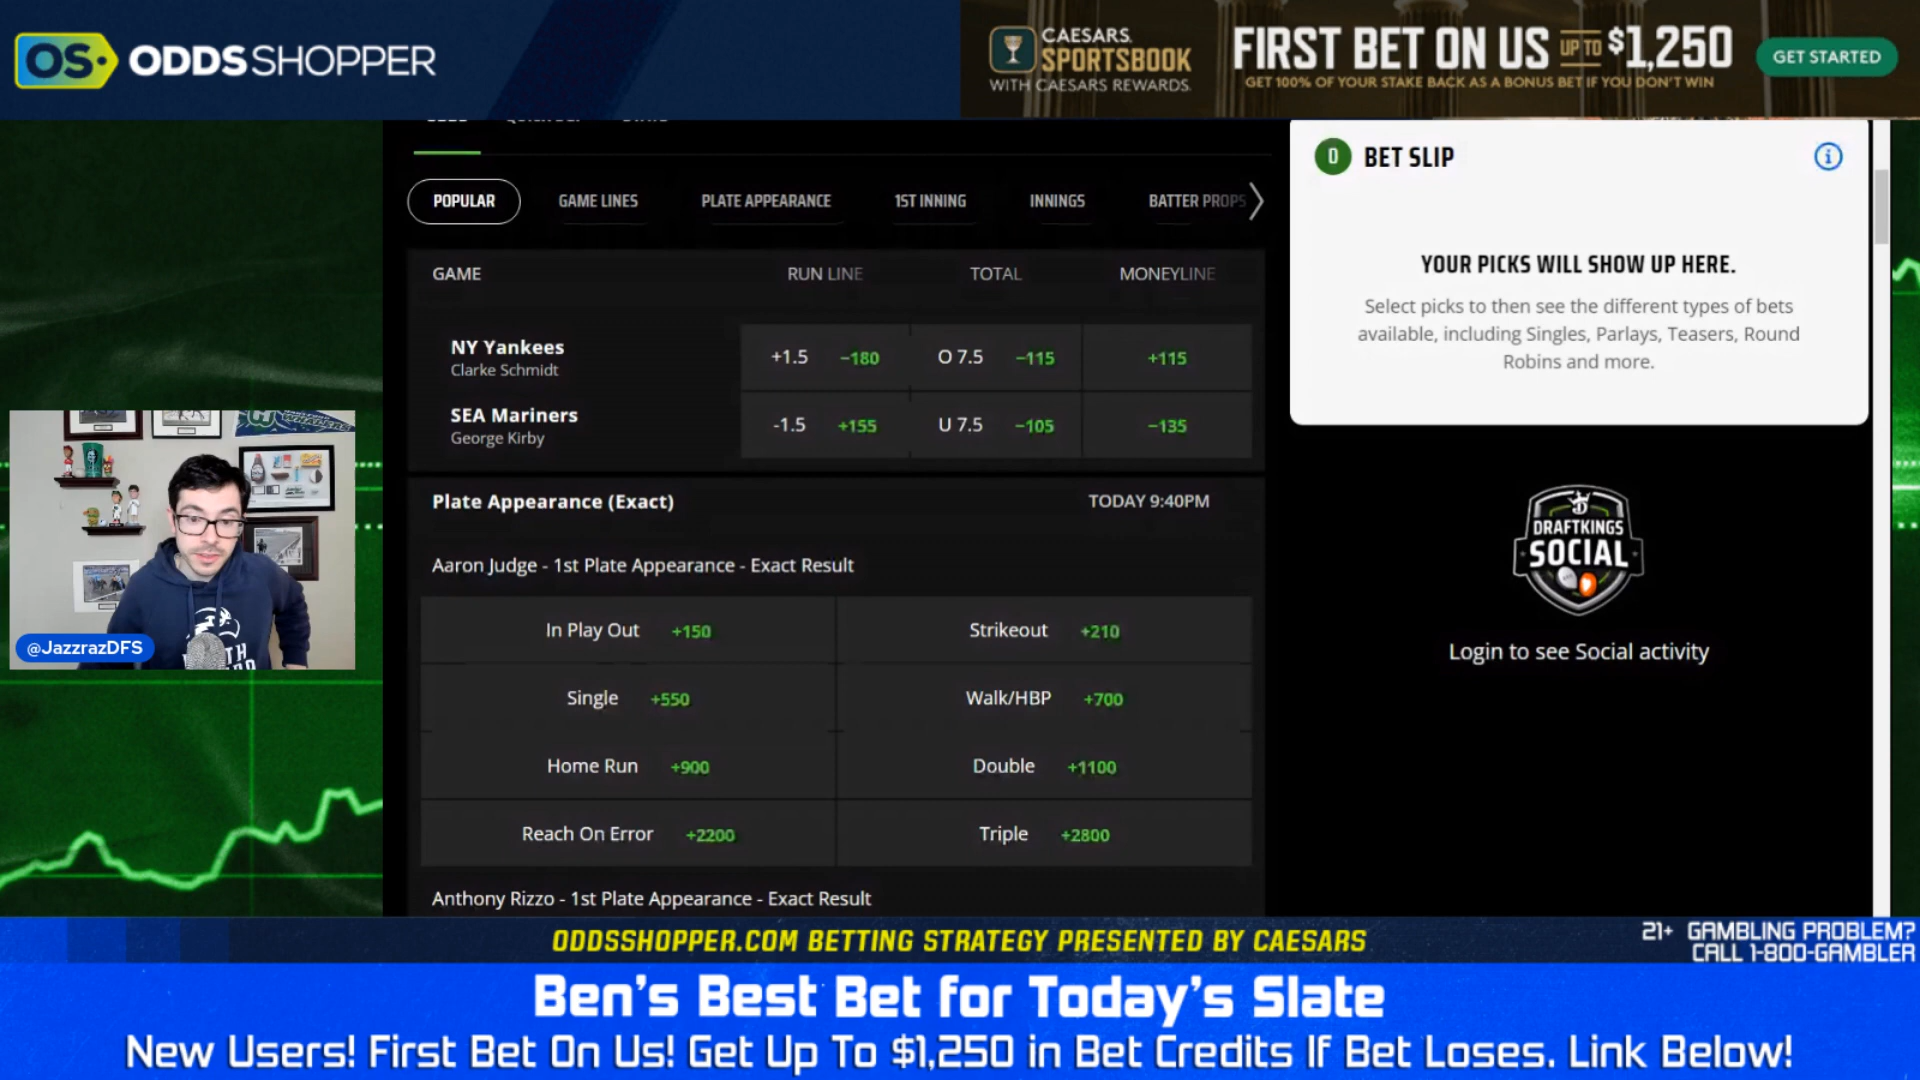 OS ODDSSHOPPER
CAESARS
SPORTSBOOK
WITH CAESARS REWARDS.
FIRST BET ON US UP TO $1,250
GET 100% OF YOUR STAKE BACK AS A BONUS BET IF YOU DON'T WIN
GET STARTED
POPULAR GAME LINES PLATE APPEARANCE 1ST INNING INNINGS BATTER PROPS
GAME RUN LINE TOTAL MONEYLINE
NY Yankees
Clarke Schmidt
+1.5 −180 O 7.5 −115 +115
SEA Mariners
George Kirby
-1.5 +155 U 7.5 −105 −135
Plate Appearance (Exact) TODAY 9:40PM
Aaron Judge - 1st Plate Appearance - Exact Result
In Play Out +150 Strikeout +210
Single +550 Walk/HBP +700
Home Run +900 Double +1100
Reach On Error +2200 Triple +2800
Anthony Rizzo - 1st Plate Appearance - Exact Result
0 BET SLIP
YOUR PICKS WILL SHOW UP HERE.
Select picks to then see the different types of bets
available, including Singles, Parlays, Teasers, Round
Robins and more.
DRAFTKINGS
SOCIAL
Login to see Social activity
@JazzrazDFS
ODDSSHOPPER.COM BETTING STRATEGY PRESENTED BY CAESARS
21+ GAMBLING PROBLEM?
CALL 1-800-GAMBLER
Ben's Best Bet for Today's Slate
New Users! First Bet On Us! Get Up To $1,250 in Bet Credits If Bet Loses. Link Below!